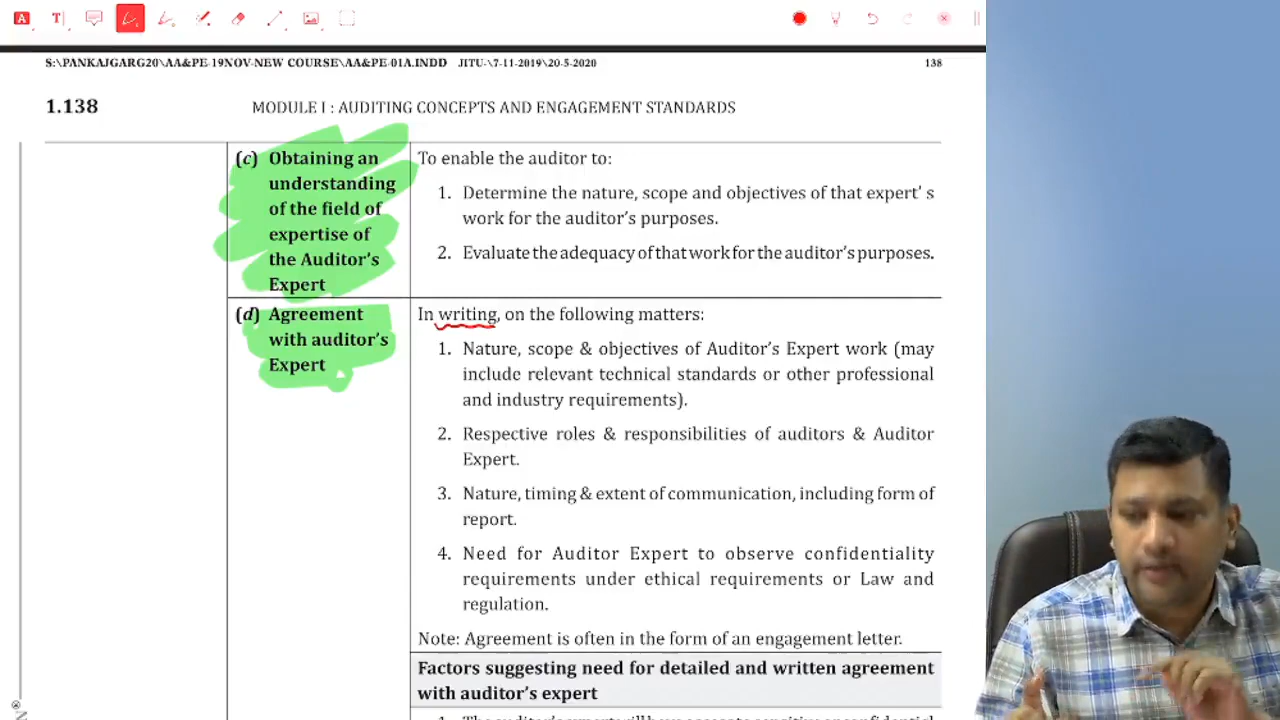 A T
S:\PANKAJGARG20\AA&PE-19NOV-NEW COURSE\AA&PE-01A.INDD JITU-\7-11-2019\20-5-2020 138
1.138 MODULE I : AUDITING CONCEPTS AND ENGAGEMENT STANDARDS
(c) Obtaining an understanding of the field of expertise of the Auditor's Expert
To enable the auditor to:
1. Determine the nature, scope and objectives of that expert' s
work for the auditor's purposes.
2. Evaluate the adequacy of that work for the auditor's purposes.
(d) Agreement
with auditor's
Expert
In writing, on the following matters:
1. Nature, scope & objectives of Auditor's Expert work (may
include relevant technical standards or other professional
and industry requirements).
2. Respective roles & responsibilities of auditors & Auditor
Expert.
3. Nature, timing & extent of communication, including form of
report.
4. Need for Auditor Expert to observe confidentiality
requirements under ethical requirements or Law and
regulation.
Note: Agreement is often in the form of an engagement letter.
Factors suggesting need for detailed and written agreement
with auditor's expert